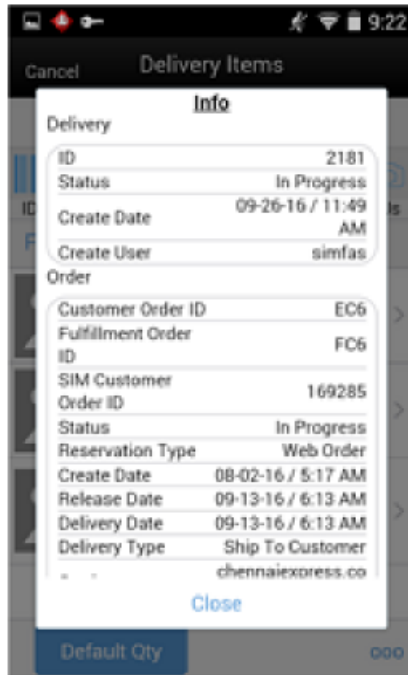 9:22
Cancel Delivery Items
Info
Delivery
ID 2181
Status In Progress
Create Date 09-26-16 / 11:49 AM
Create User simfas
Order
Customer Order ID EC6
Fulfillment Order ID FC6
SIM Customer Order ID 169285
Status In Progress
Reservation Type Web Order
Create Date 08-02-16 / 5:17 AM
Release Date 09-13-16 / 6:13 AM
Delivery Date 09-13-16 / 6:13 AM
Delivery Type Ship To Customer
chennaiexpress.co
Close
Default Qty